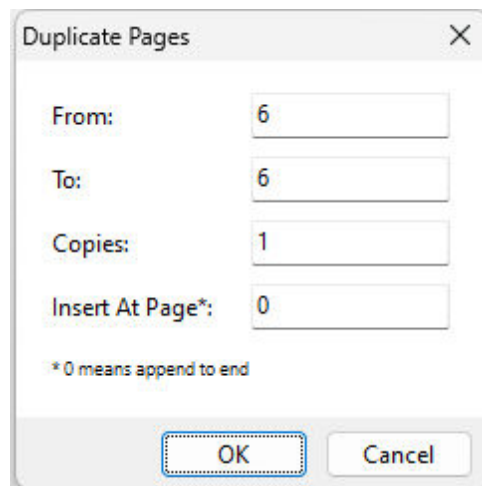 Duplicate Pages
From: 6
To: 6
Copies: 1
Insert At Page*: 0
* 0 means append to end
OK Cancel